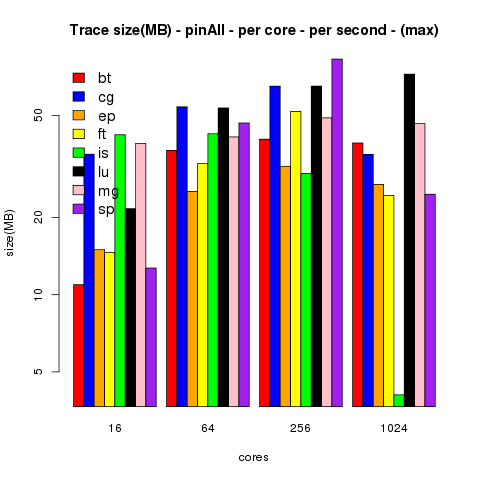 Trace size(MB) - pinAll - per core - per second - (max)
bt
cg
ep
ft
is
lu
mg
sp
size(MB)
50
20
10
5
16
64
256
1024
cores